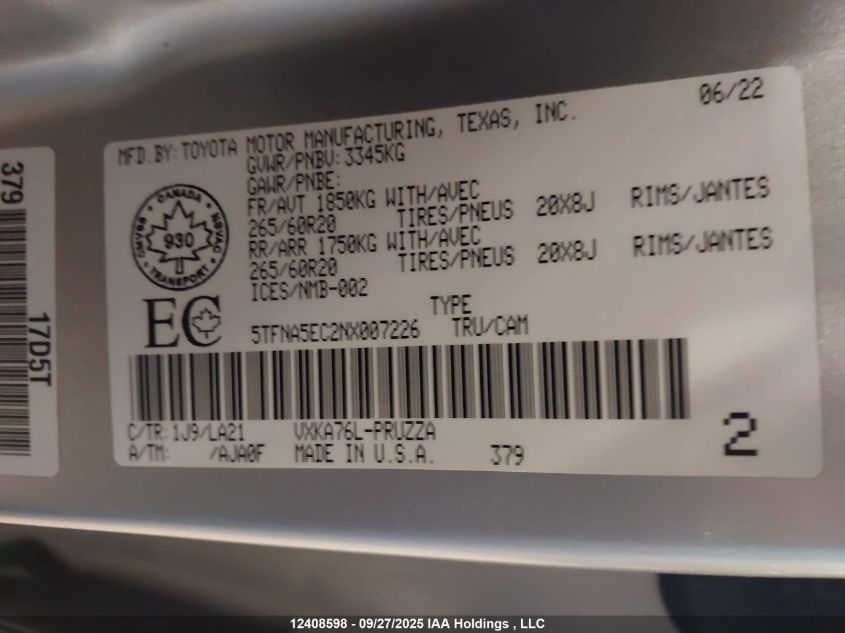 06/22
MFD.BY: TOYOTA MOTOR MANUFACTURING, TEXAS, INC.
GVWR/PNBV: 3345KG
GAWR/PNBE:
FR/AVT 1850KG WITH/AVEC
265/60R20 TIRES/PNEUS 20X8J RIMS/JANTES
RR/ARR 1750KG WITH/AVEC
265/60R20 TIRES/PNEUS 20X8J RIMS/JANTES
ICES/NMB-002
CANADA
CMVSS NSVAC
930
TRANSPORT
EC
TYPE
5TFNA5EC2NX007226 TRU/CAM
C/TR: 1J9/LA21 VXKA76L-PRUZZA
A/TM: /AJA0F MADE IN U.S.A. 379
2
379
17D5T
12408598 - 09/27/2025 IAA Holdings , LLC